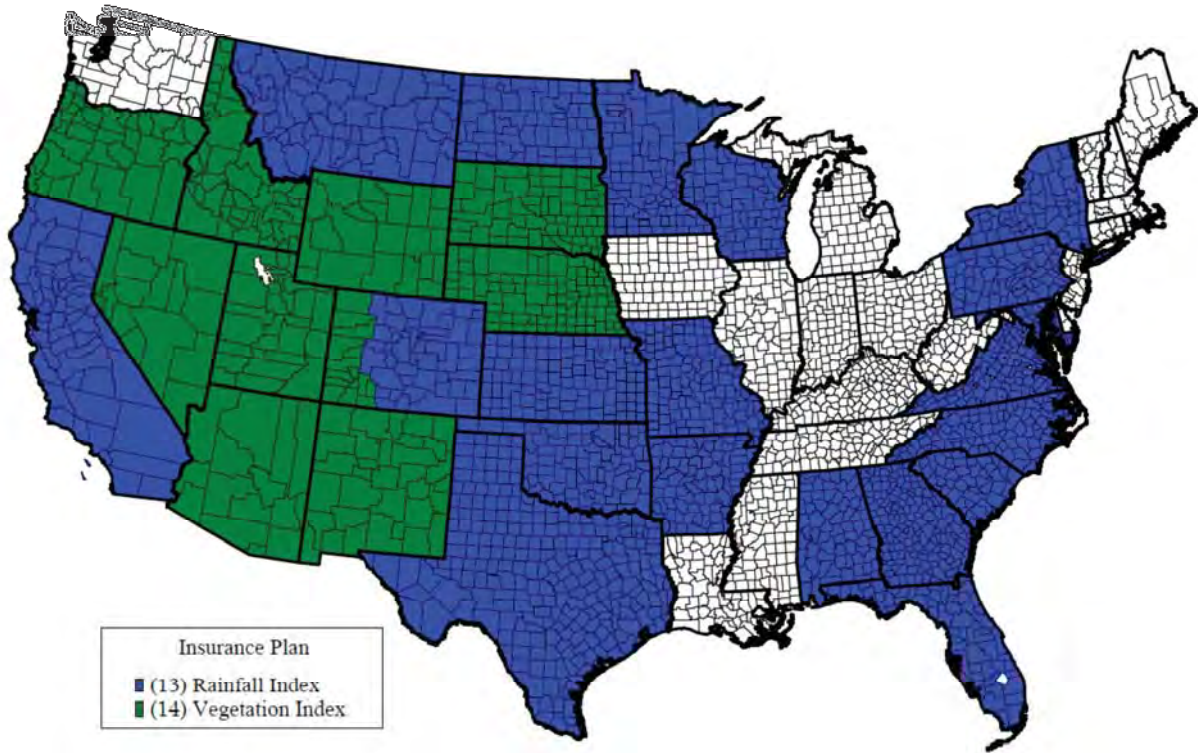 Insurance Plan
(13) Rainfall Index
(14) Vegetation Index